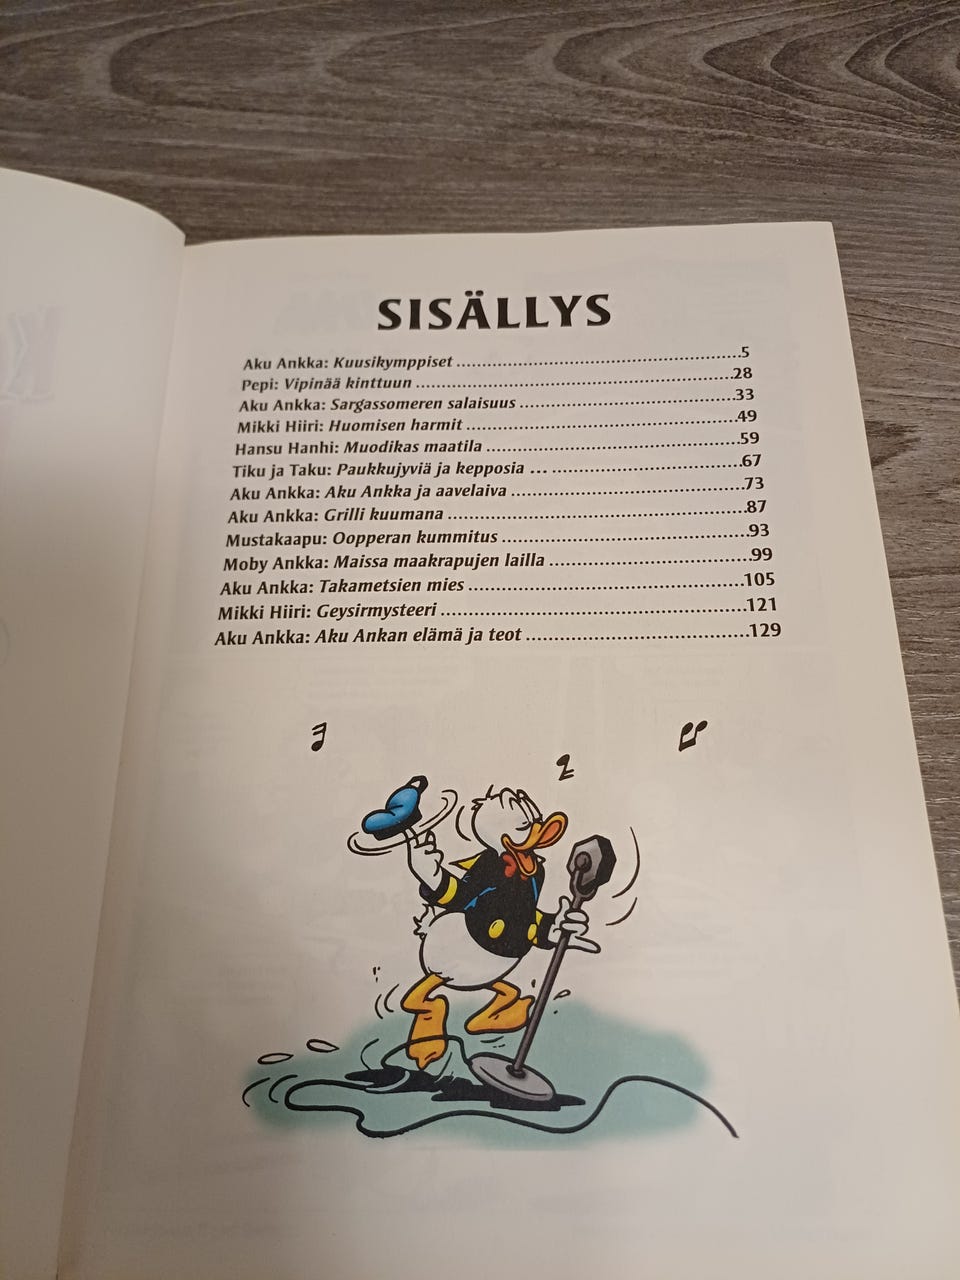 SISÄLLYS
Aku Ankka: Kuusikymppiset ..................................................5
Pepi: Vipinää kinttuun ........................................................28
Aku Ankka: Sargassomeren salaisuus ......................................33
Mikki Hiiri: Huomisen harmit ................................................49
Hansu Hanhi: Muodikas maatila .............................................59
Tiku ja Taku: Paukkujyviä ja kepposia ... .................................67
Aku Ankka: Aku Ankka ja aavelaiva .........................................73
Aku Ankka: Grilli kuumana ....................................................87
Mustakaapu: Oopperan kummitus ...........................................93
Moby Ankka: Maissa maakrapujen lailla ...................................99
Aku Ankka: Takametsien mies ................................................105
Mikki Hiiri: Geysirmysteeri .....................................................121
Aku Ankka: Aku Ankan elämä ja teot .......................................129